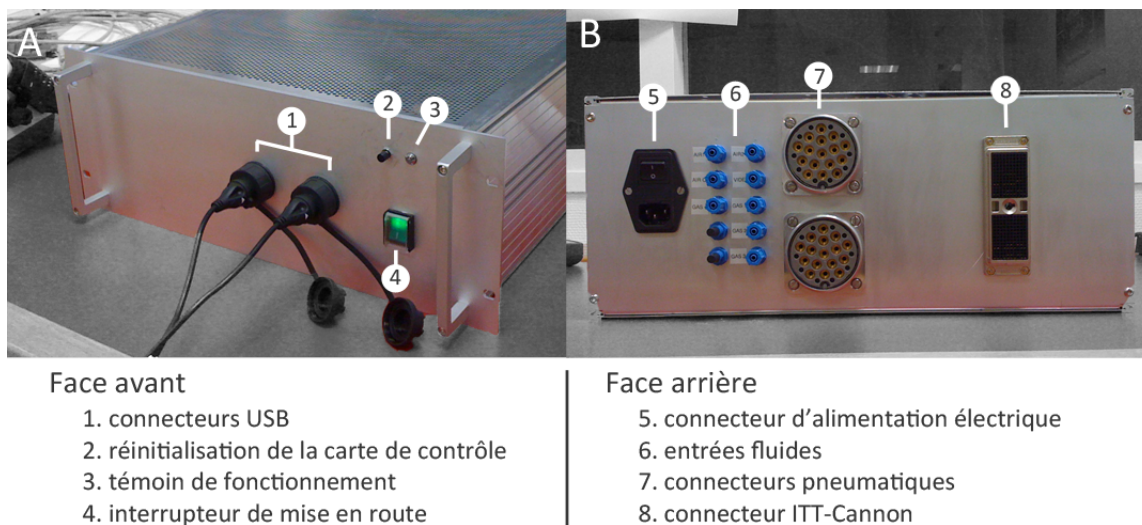 A
B
1
2
3
4
5
6
7
8
Face avant
1. connecteurs USB
2. réinitialisation de la carte de contrôle
3. témoin de fonctionnement
4. interrupteur de mise en route
Face arrière
5. connecteur d’alimentation électrique
6. entrées fluides
7. connecteurs pneumatiques
8. connecteur ITT-Cannon